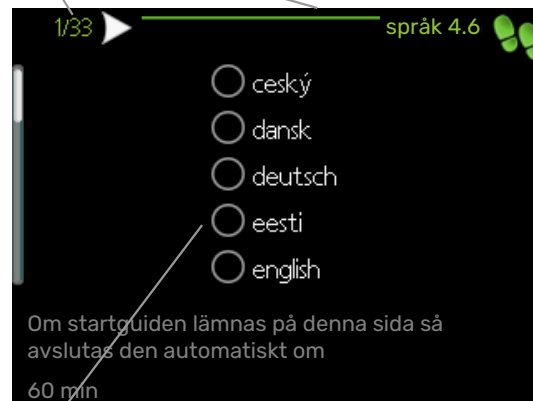 1/33 språk 4.6
ceský
dansk
deutsch
eesti
english
Om startguiden lämnas på denna sida så
avslutas den automatiskt om
60 min